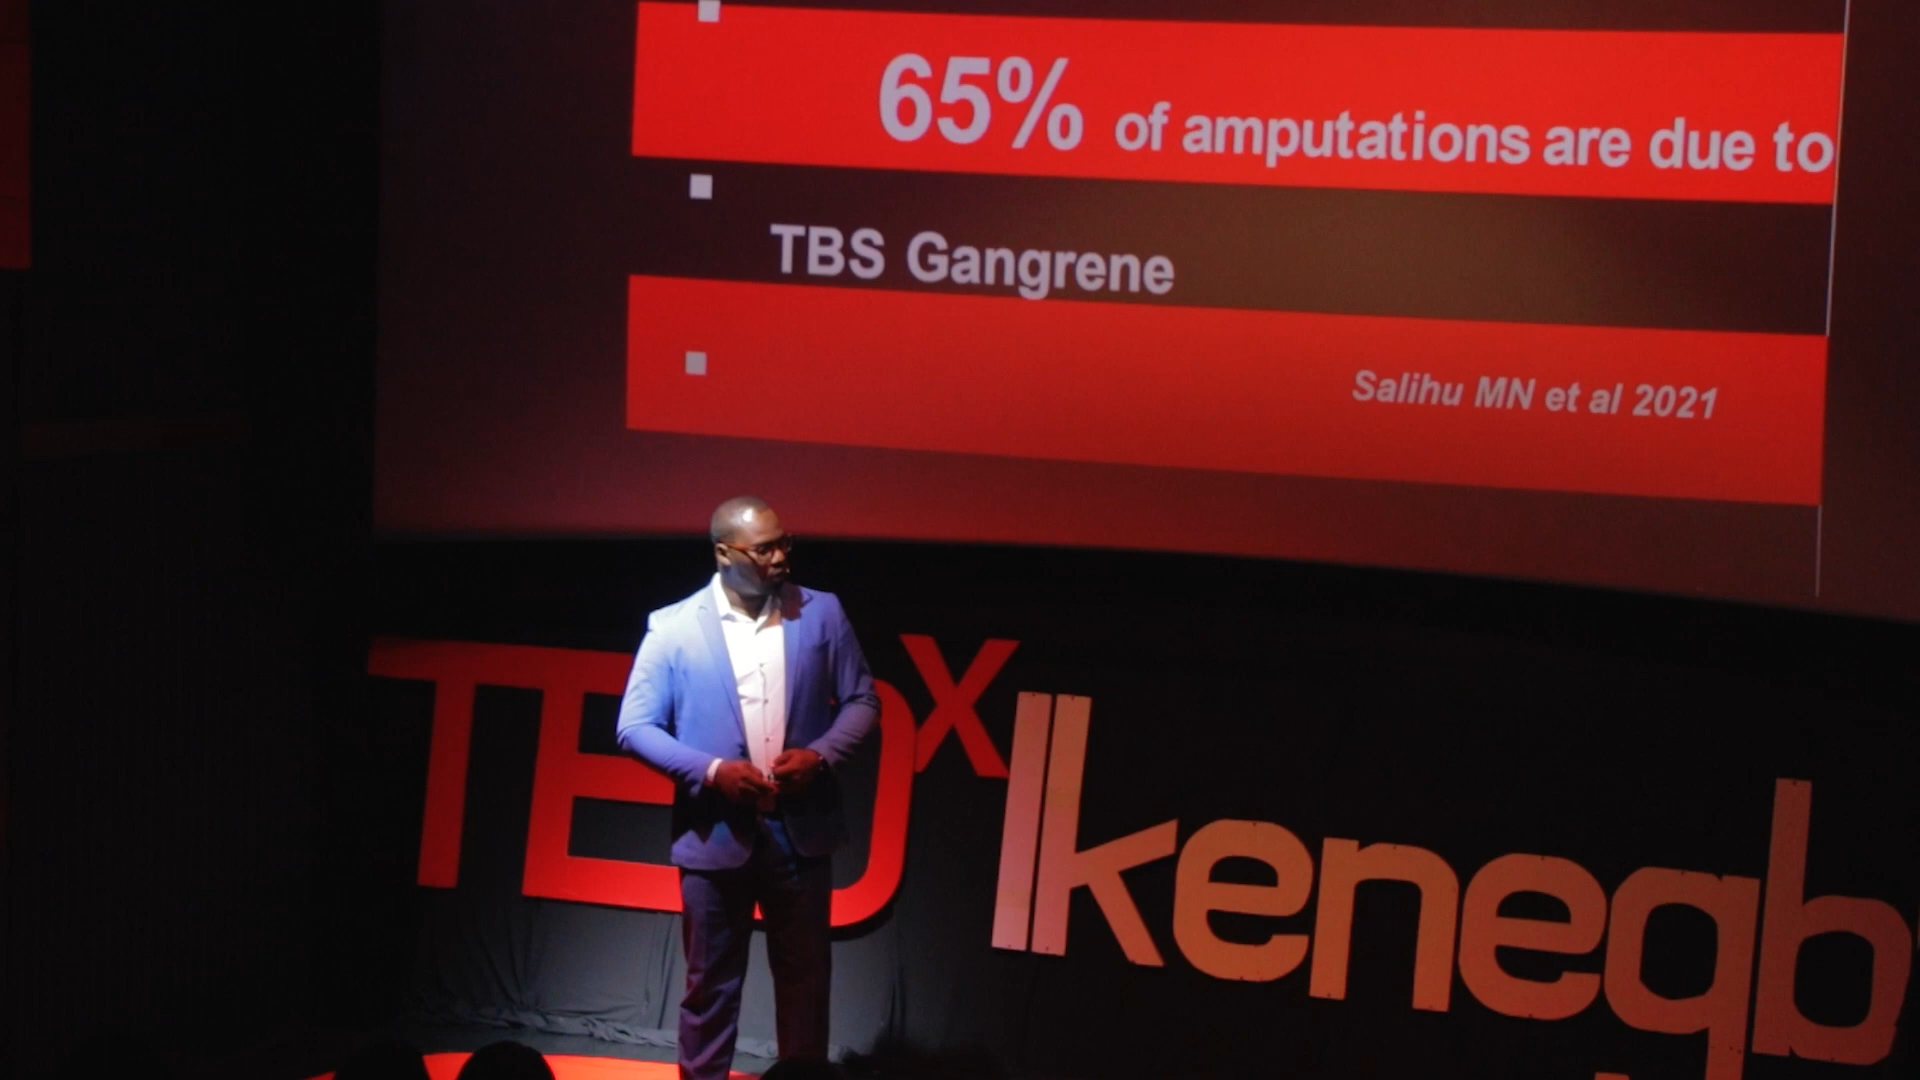 65% of amputations are due to
TBS Gangrene
Salihu MN et al 2021
TEDx
Ikenegb